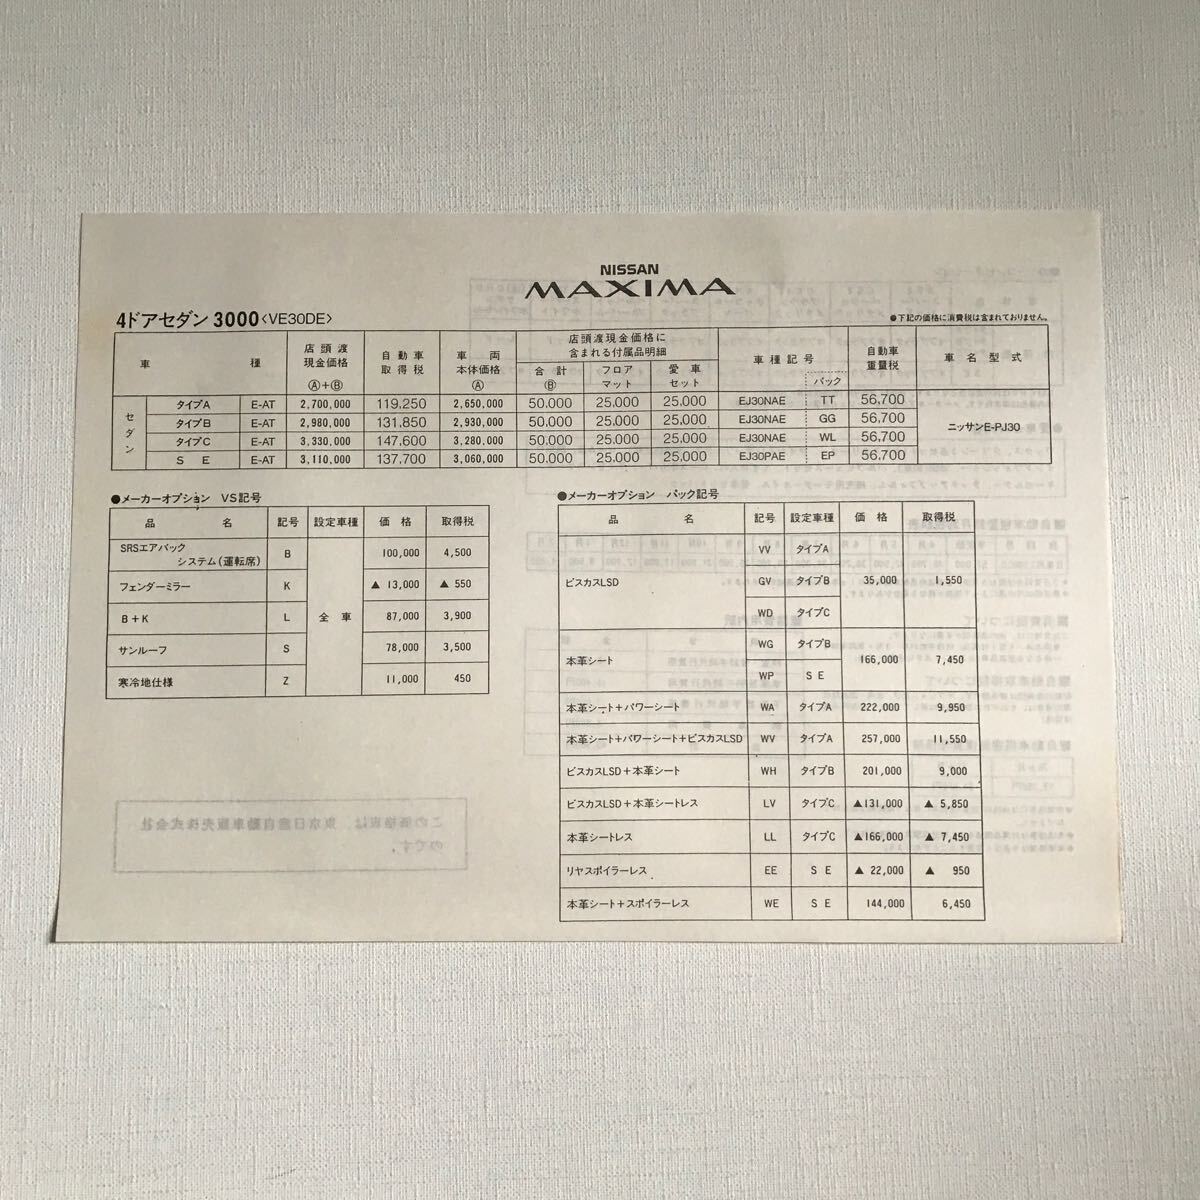 NISSAN
MAXIMA
4ドアセダン 3000〈VE30DE〉
●下記の価格に消費税は含まれておりません。
車 種 店頭渡現金価格 Ⓐ+Ⓑ 自動車取得税 車両本体価格 Ⓐ 店頭渡現金価格に含まれる付属品明細 合計 Ⓑ フロアマット 愛車セット 車種記号 パック 自動車重量税 車名型式
セダン タイプA E-AT 2,700,000 119,250 2,650,000 50,000 25,000 25,000 EJ30NAE TT 56,700 ニッサンE-PJ30
タイプB E-AT 2,980,000 131,850 2,930,000 50,000 25,000 25,000 EJ30NAE GG 56,700
タイプC E-AT 3,330,000 147,600 3,280,000 50,000 25,000 25,000 EJ30NAE WL 56,700
S E E-AT 3,110,000 137,700 3,060,000 50,000 25,000 25,000 EJ30PAE EP 56,700
●メーカーオプション VS記号
品 名 記号 設定車種 価格 取得税
SRSエアバッグ
システム(運転席) B 全車 100,000 4,500
フェンダーミラー K ▲ 13,000 ▲ 550
B+K L 87,000 3,900
サンルーフ S 78,000 3,500
寒冷地仕様 Z 11,000 450
●メーカーオプション パック記号
品 名 記号 設定車種 価格 取得税
ビスカスLSD VV タイプA 35,000 1,550
GV タイプB
WD タイプC
本革シート WG タイプB 166,000 7,450
WP S E
本革シート+パワーシート WA タイプA 222,000 9,950
本革シート+パワーシート+ビスカスLSD WV タイプA 257,000 11,550
ビスカスLSD+本革シート WH タイプB 201,000 9,000
ビスカスLSD+本革シートレス LV タイプC ▲131,000 ▲ 5,850
本革シートレス LL タイプC ▲166,000 ▲ 7,450
リヤスポイラーレス EE S E ▲ 22,000 ▲ 950
本革シート+スポイラーレス WE S E 144,000 6,450